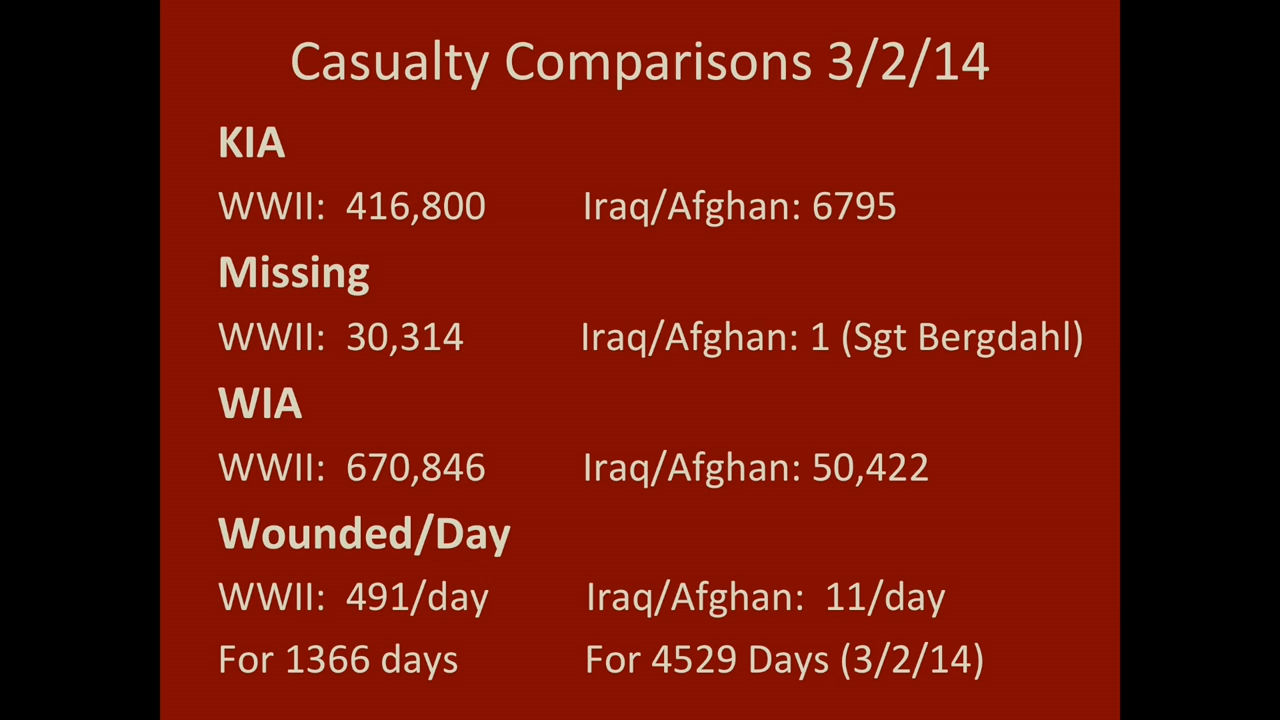 Casualty Comparisons 3/2/14
KIA
WWII: 416,800 Iraq/Afghan: 6795
Missing
WWII: 30,314 Iraq/Afghan: 1 (Sgt Bergdahl)
WIA
WWII: 670,846 Iraq/Afghan: 50,422
Wounded/Day
WWII: 491/day Iraq/Afghan: 11/day
For 1366 days For 4529 Days (3/2/14)